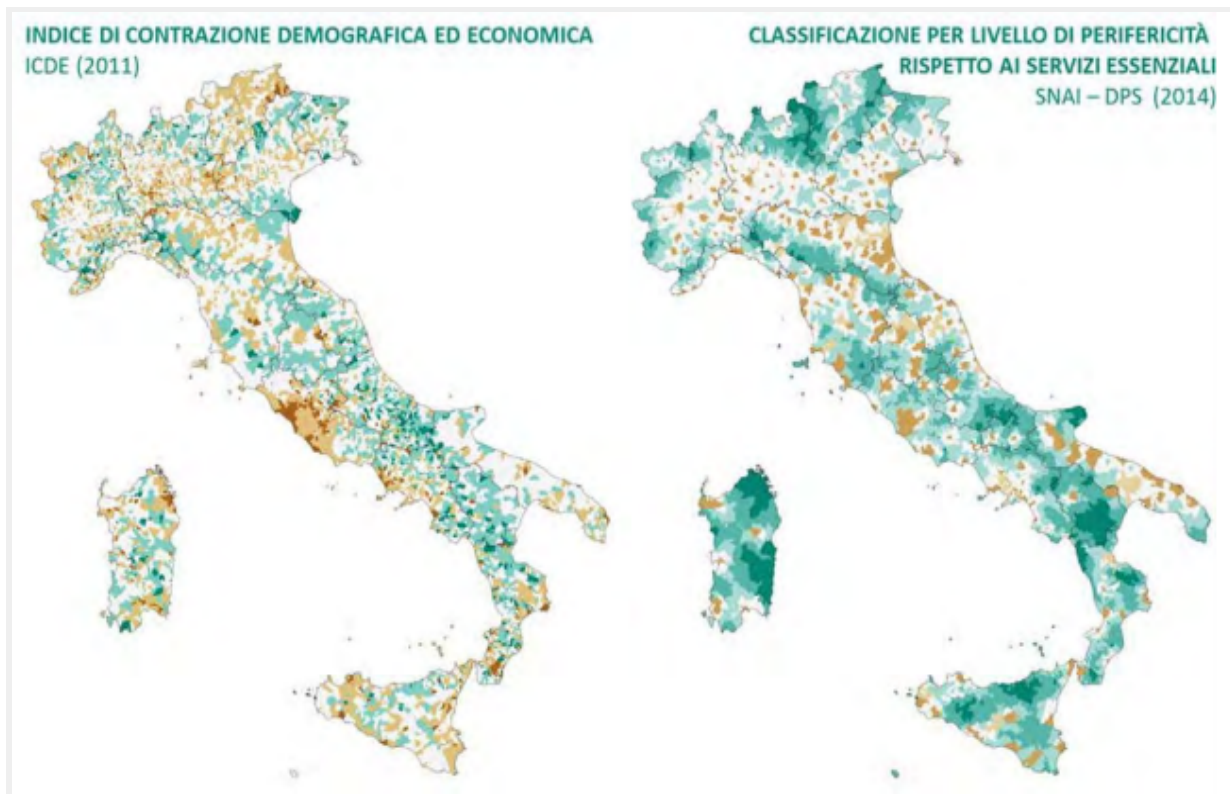 INDICE DI CONTRAZIONE DEMOGRAFICA ED ECONOMICA
ICDE (2011)
CLASSIFICAZIONE PER LIVELLO DI PERIFERICITÀ
RISPETTO AI SERVIZI ESSENZIALI
SNAI – DPS (2014)